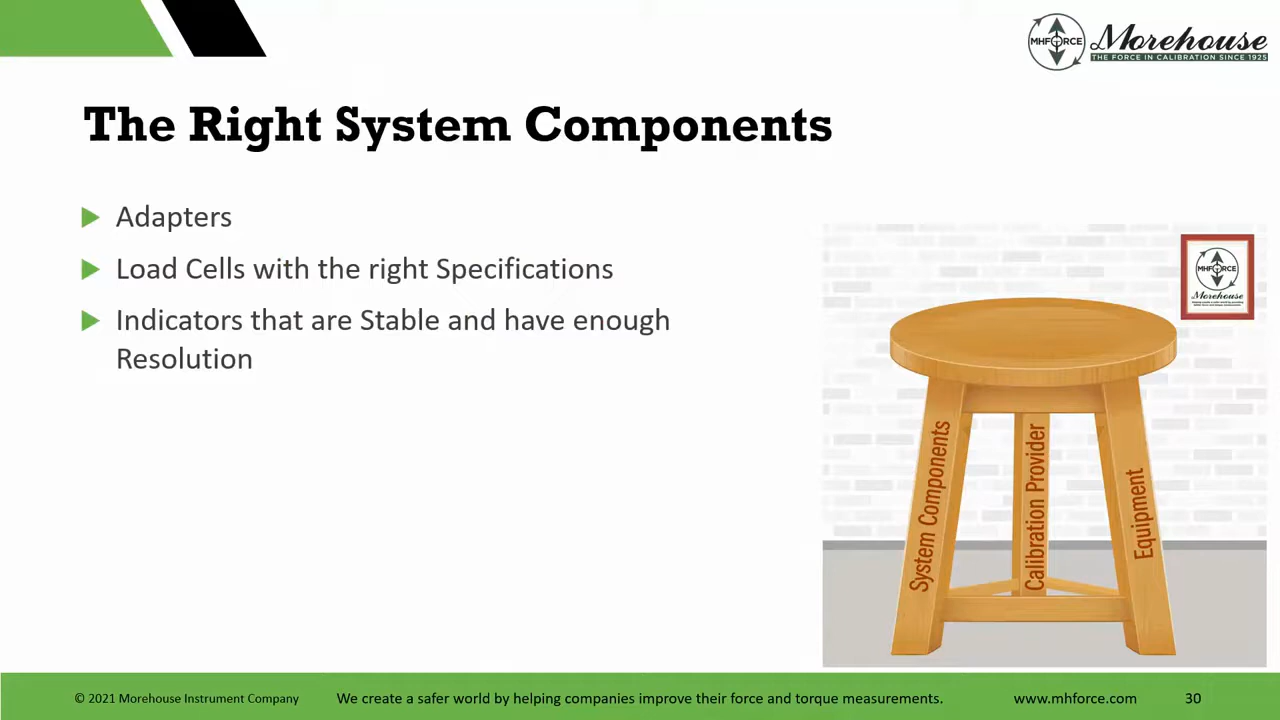 MHFORCE
Morehouse
THE FORCE IN CALIBRATION SINCE 1925
The Right System Components
Adapters
Load Cells with the right Specifications
Indicators that are Stable and have enough
Resolution
MHFORCE
Morehouse
System Components
Calibration Provider
Equipment
© 2021 Morehouse Instrument Company
We create a safer world by helping companies improve their force and torque measurements.
www.mhforce.com
30